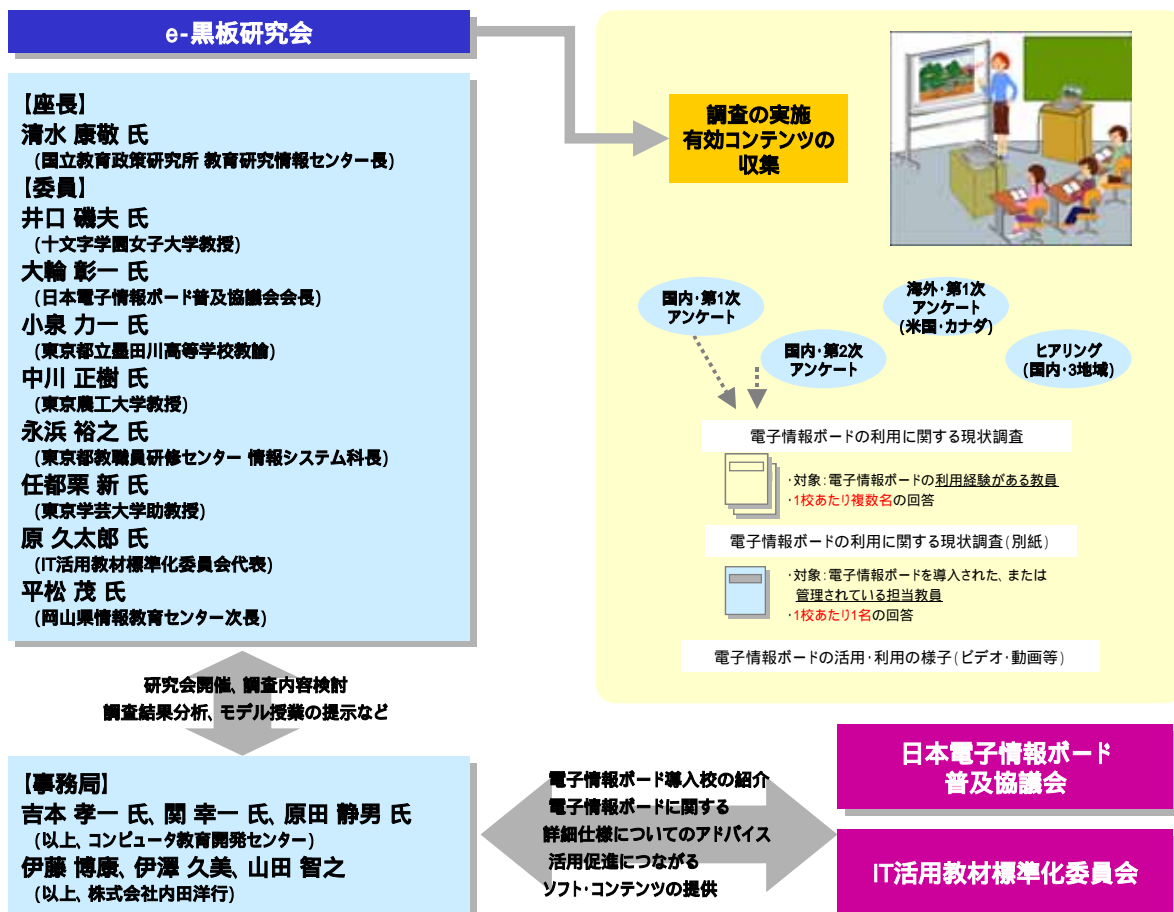 e-黒板研究会
【座長】
清水 康敬 氏
(国立教育政策研究所 教育研究情報センター長)
【委員】
井口 磯夫 氏
(十文字学園女子大学教授)
大輪 彰一 氏
(日本電子情報ボード普及協議会会長)
小泉 力一 氏
(東京都立墨田川高等学校教諭)
中川 正樹 氏
(東京農工大学教授)
永浜 裕之 氏
(東京都教職員研修センター 情報システム科長)
任都栗 新 氏
(東京学芸大学助教授)
原 久太郎 氏
(IT活用教材標準化委員会代表)
平松 茂 氏
(岡山県情報教育センター次長)
研究会開催、調査内容検討
調査結果分析、モデル授業の提示など
【事務局】
吉本 孝一 氏、関 幸一 氏、原田 静男 氏
(以上、コンピュータ教育開発センター)
伊藤 博康、伊澤 久美、山田 智之
(以上、株式会社内田洋行)
調査の実施
有効コンテンツの
収集
国内・第1次
アンケート
国内・第2次
アンケート
海外・第1次
アンケート
(米国・カナダ)
ヒアリング
(国内・3地域)
電子情報ボードの利用に関する現状調査
・対象：電子情報ボードの利用経験がある教員
・1校あたり複数名の回答
電子情報ボードの利用に関する現状調査(別紙)
・対象：電子情報ボードを導入された、または
管理されている担当教員
・1校あたり1名の回答
電子情報ボードの活用・利用の様子(ビデオ・動画等)
電子情報ボード導入校の紹介
電子情報ボードに関する
詳細仕様についてのアドバイス
活用促進につながる
ソフト・コンテンツの提供
日本電子情報ボード
普及協議会
IT活用教材標準化委員会